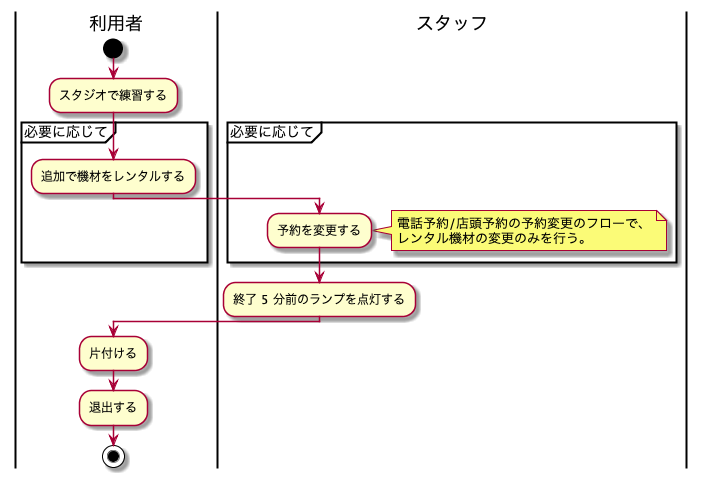 利用者
スタッフ
スタジオで練習する
必要に応じて
必要に応じて
追加で機材をレンタルする
予約を変更する
電話予約/店頭予約の予約変更のフローで、
レンタル機材の変更のみを行う。
終了 5 分前のランプを点灯する
片付ける
退出する